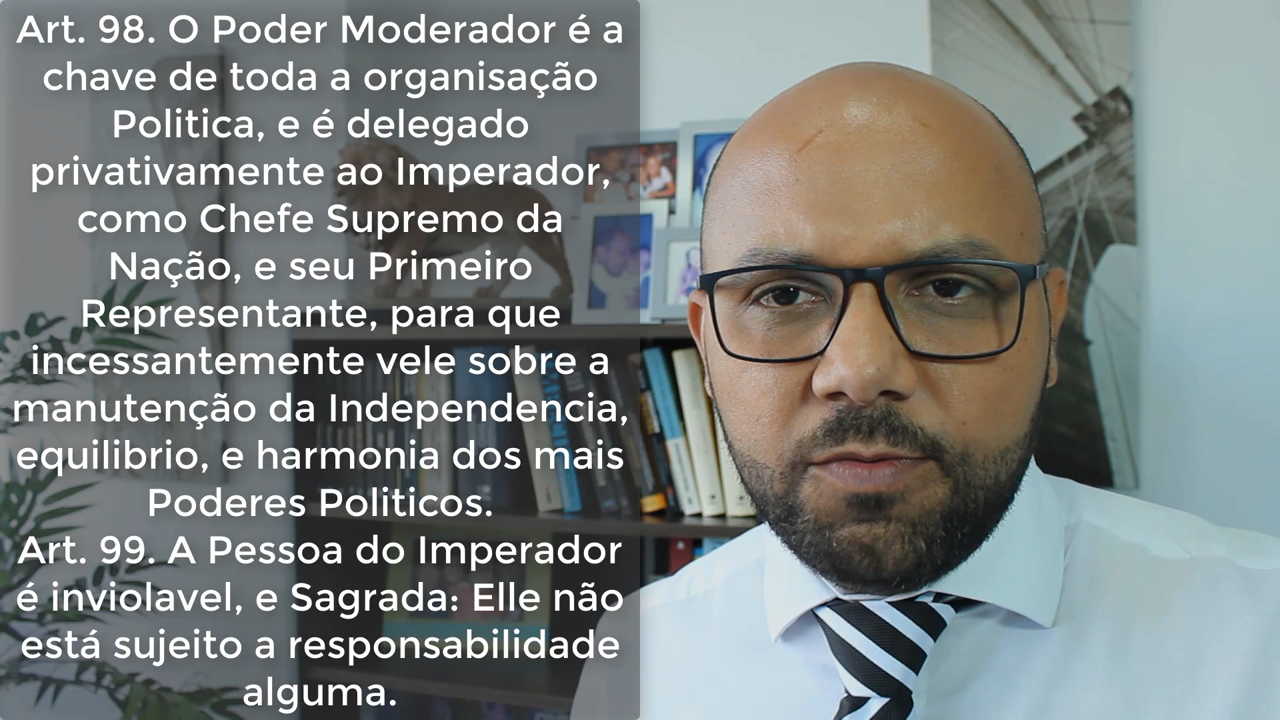 Art. 98. O Poder Moderador é a
chave de toda a organisação
Politica, e é delegado
privativamente ao Imperador,
como Chefe Supremo da
Nação, e seu Primeiro
Representante, para que
incessantemente vele sobre a
manutenção da Independencia,
equilibrio, e harmonia dos mais
Poderes Politicos.
Art. 99. A Pessoa do Imperador
é inviolavel, e Sagrada: Elle não
está sujeito a responsabilidade
alguma.